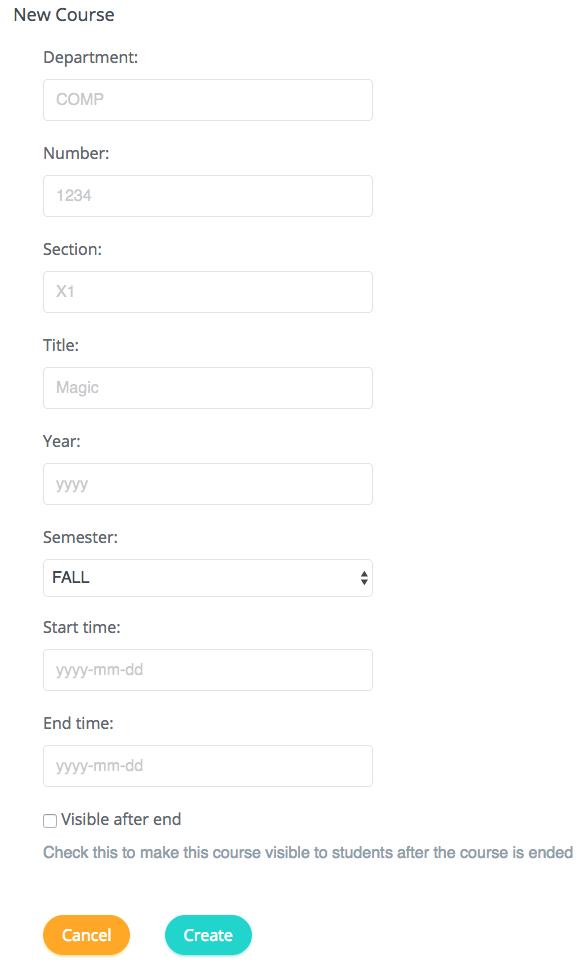 New Course
Department:
COMP
Number:
1234
Section:
X1
Title:
Magic
Year:
yyyy
Semester:
FALL
Start time:
yyyy-mm-dd
End time:
yyyy-mm-dd
Visible after end
Check this to make this course visible to students after the course is ended
Cancel Create